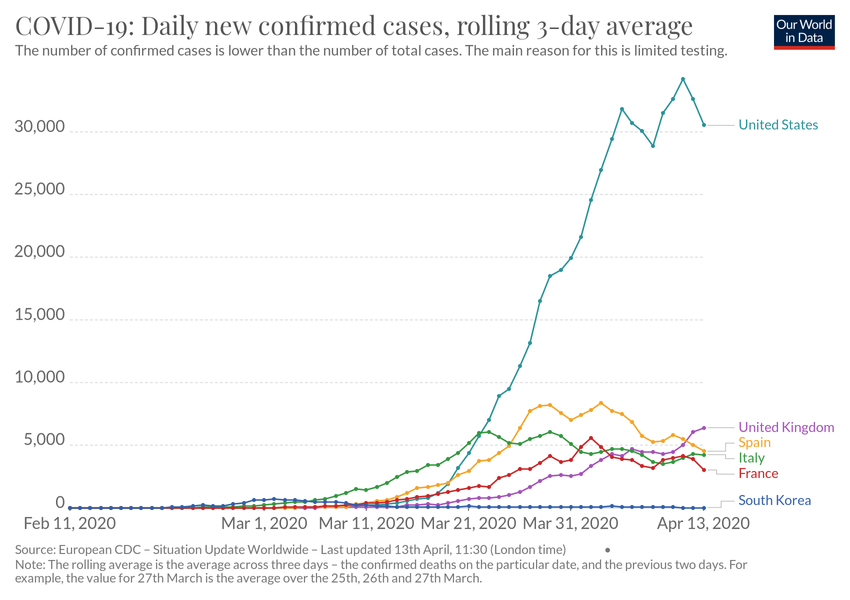 COVID-19: Daily new confirmed cases, rolling 3-day average
The number of confirmed cases is lower than the number of total cases. The main reason for this is limited testing.
Our World
in Data
30,000
25,000
20,000
15,000
10,000
5,000
0
United States
United Kingdom
Spain
Italy
France
South Korea
Feb 11, 2020
Mar 1, 2020
Mar 11, 2020
Mar 21, 2020
Mar 31, 2020
Apr 13, 2020
Source: European CDC – Situation Update Worldwide – Last updated 13th April, 11:30 (London time)
Note: The rolling average is the average across three days – the confirmed deaths on the particular date, and the previous two days. For
example, the value for 27th March is the average over the 25th, 26th and 27th March.